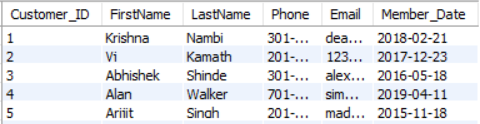 Customer_ID FirstName LastName Phone Email Member_Date
1 Krishna Nambi 301-... dea... 2018-02-21
2 Vi Kamath 201-... 123... 2017-12-23
3 Abhishek Shinde 301-... alex... 2016-05-18
4 Alan Walker 701-... sim... 2019-04-11
5 Arijit Singh 201-... mad... 2015-11-18